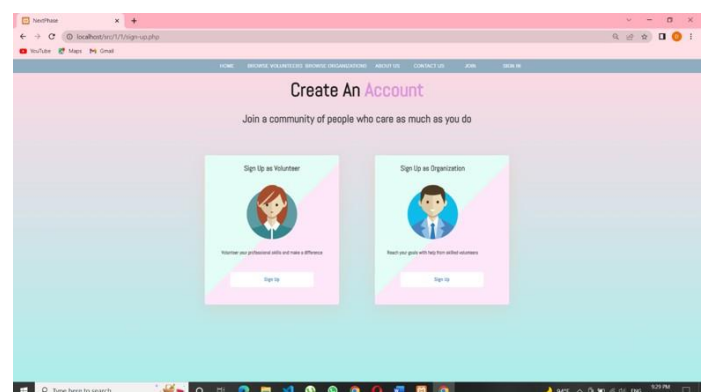 NextPhase
localhost/src/1/1/sign-up.php
YouTube Maps Gmail
HOME BROWSE VOLUNTEERS BROWSE ORGANIZATIONS ABOUT US CONTACT US JOIN SIGN IN
Create An Account
Join a community of people who care as much as you do
Sign Up as Volunteer
Volunteer your professional skills and make a difference
Sign Up
Sign Up as Organization
Reach your goals with help from skilled volunteers
Sign Up
Type here to search
94°F ENG 9:29 PM